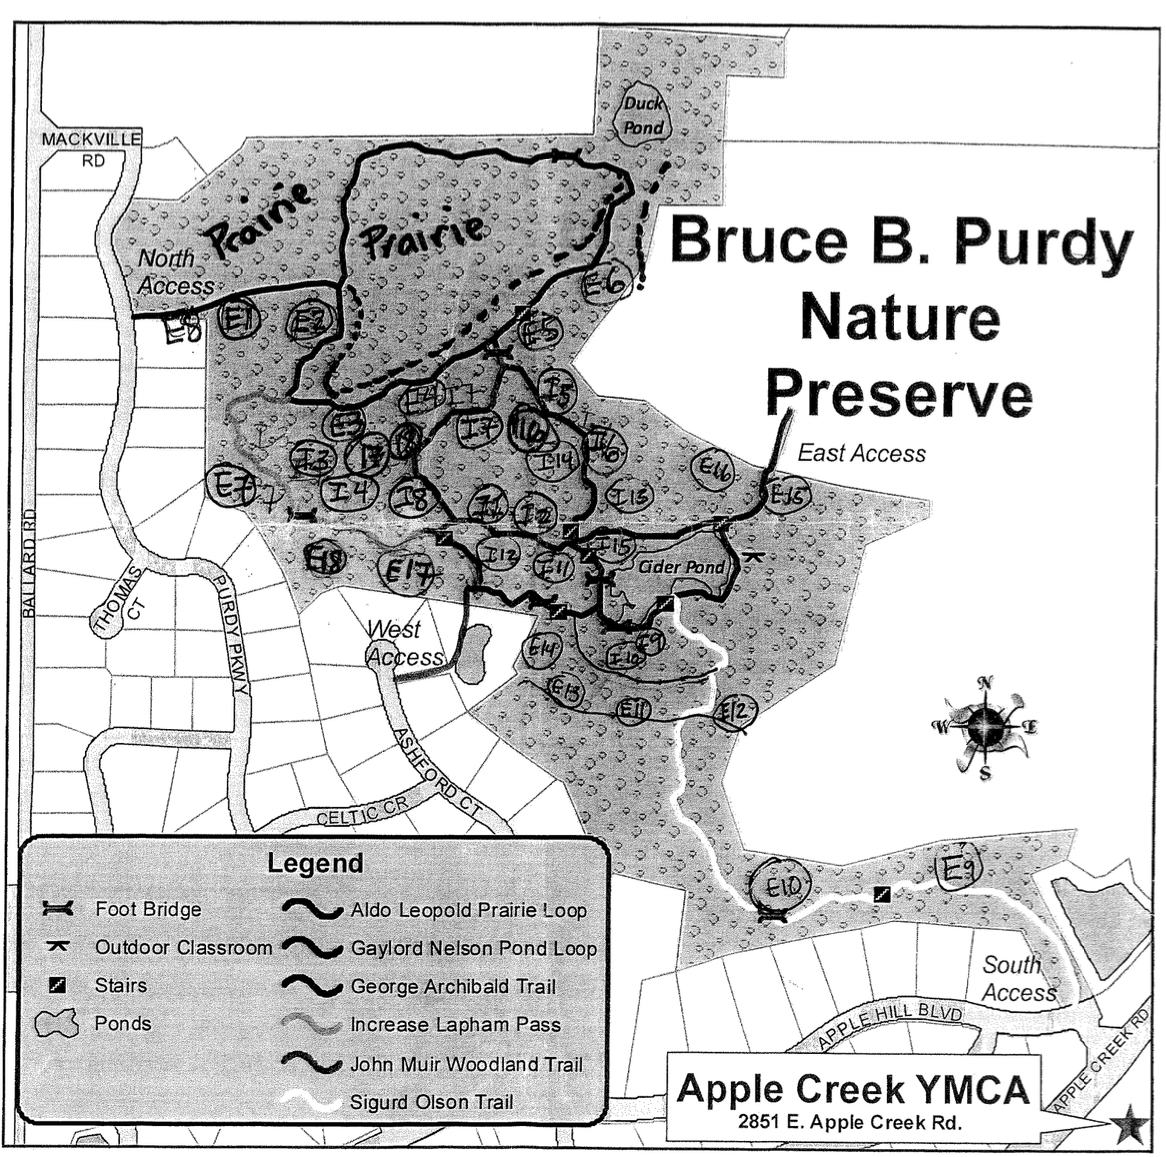 Duck
Pond
MACKVILLE
RD
Prairie
Prairie
North
Access
Bruce B. Purdy
Nature
Preserve
E8
E1
E2
E6
E5
E4
I5
E3
I7
I6
I14
I3
I4
I8
E7
7
I13
E16
East Access
E15
I1
I2
I12
I11
I15
Cider Pond
E18
E17
BALLARD RD
THOMAS
CT
PURDY PKWY
West
Access
E14
I10
I9
E13
E11
E12
N
W E
S
ASHFORD CT
CELTIC CR
E10
E9
South
Access
APPLE HILL BLVD
APPLE CREEK RD
Legend
Foot Bridge
Outdoor Classroom
Stairs
Ponds
Aldo Leopold Prairie Loop
Gaylord Nelson Pond Loop
George Archibald Trail
Increase Lapham Pass
John Muir Woodland Trail
Sigurd Olson Trail
Apple Creek YMCA
2851 E. Apple Creek Rd.